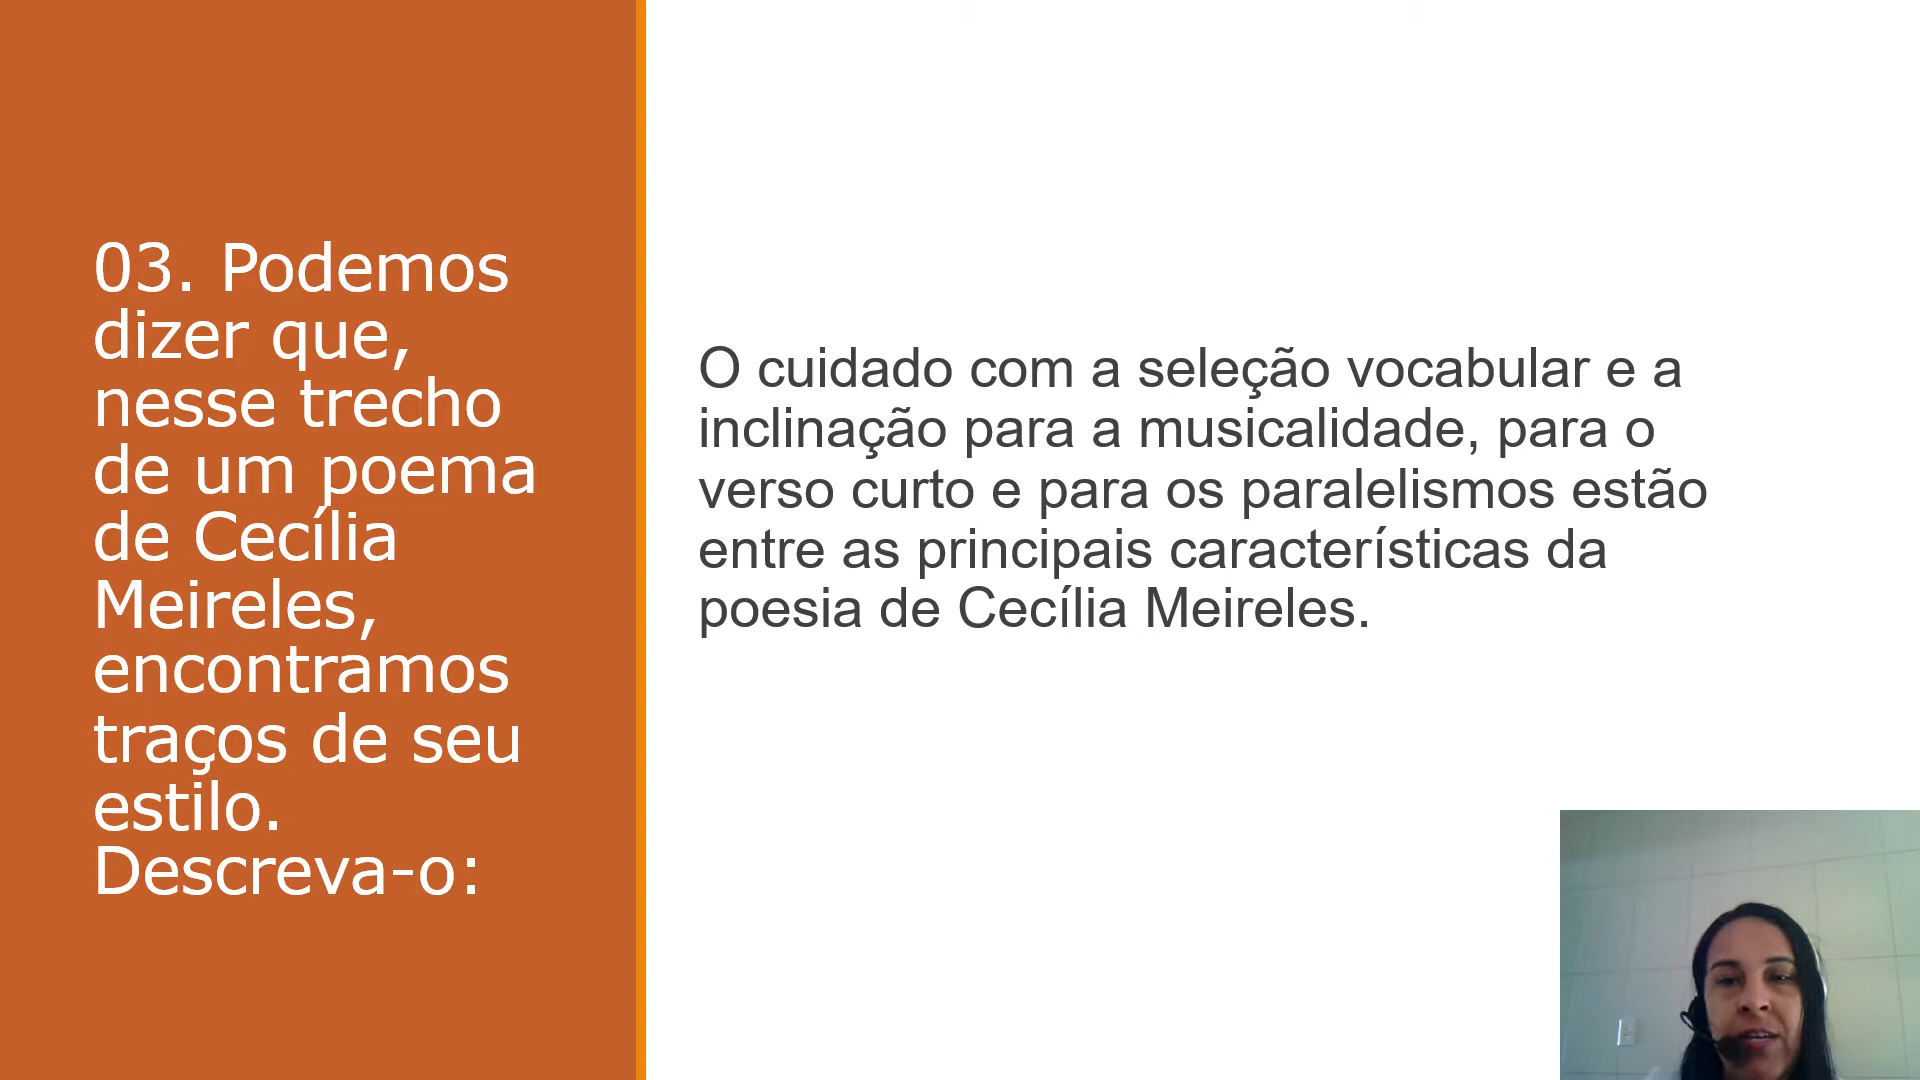 03. Podemos
dizer que,
nesse trecho
de um poema
de Cecília
Meireles,
encontramos
traços de seu
estilo.
Descreva-o:
O cuidado com a seleção vocabular e a
inclinação para a musicalidade, para o
verso curto e para os paralelismos estão
entre as principais características da
poesia de Cecília Meireles.